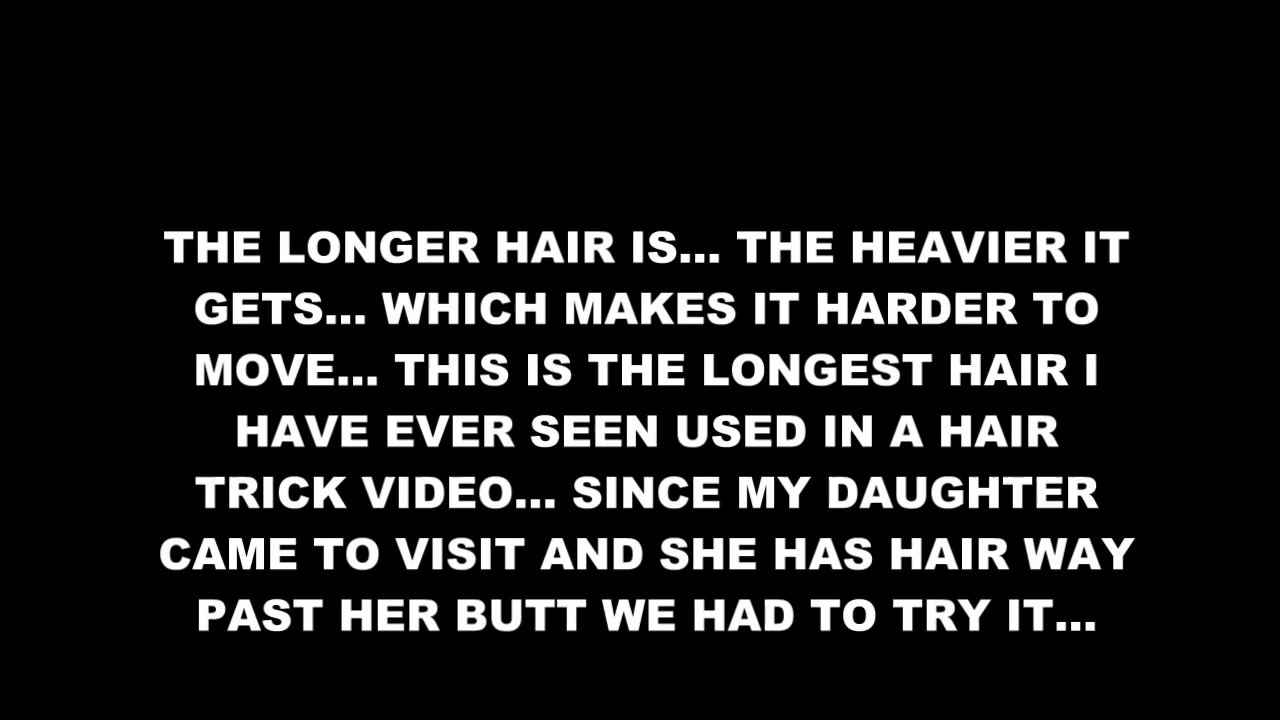 THE LONGER HAIR IS... THE HEAVIER IT
GETS... WHICH MAKES IT HARDER TO
MOVE... THIS IS THE LONGEST HAIR I
HAVE EVER SEEN USED IN A HAIR
TRICK VIDEO... SINCE MY DAUGHTER
CAME TO VISIT AND SHE HAS HAIR WAY
PAST HER BUTT WE HAD TO TRY IT...